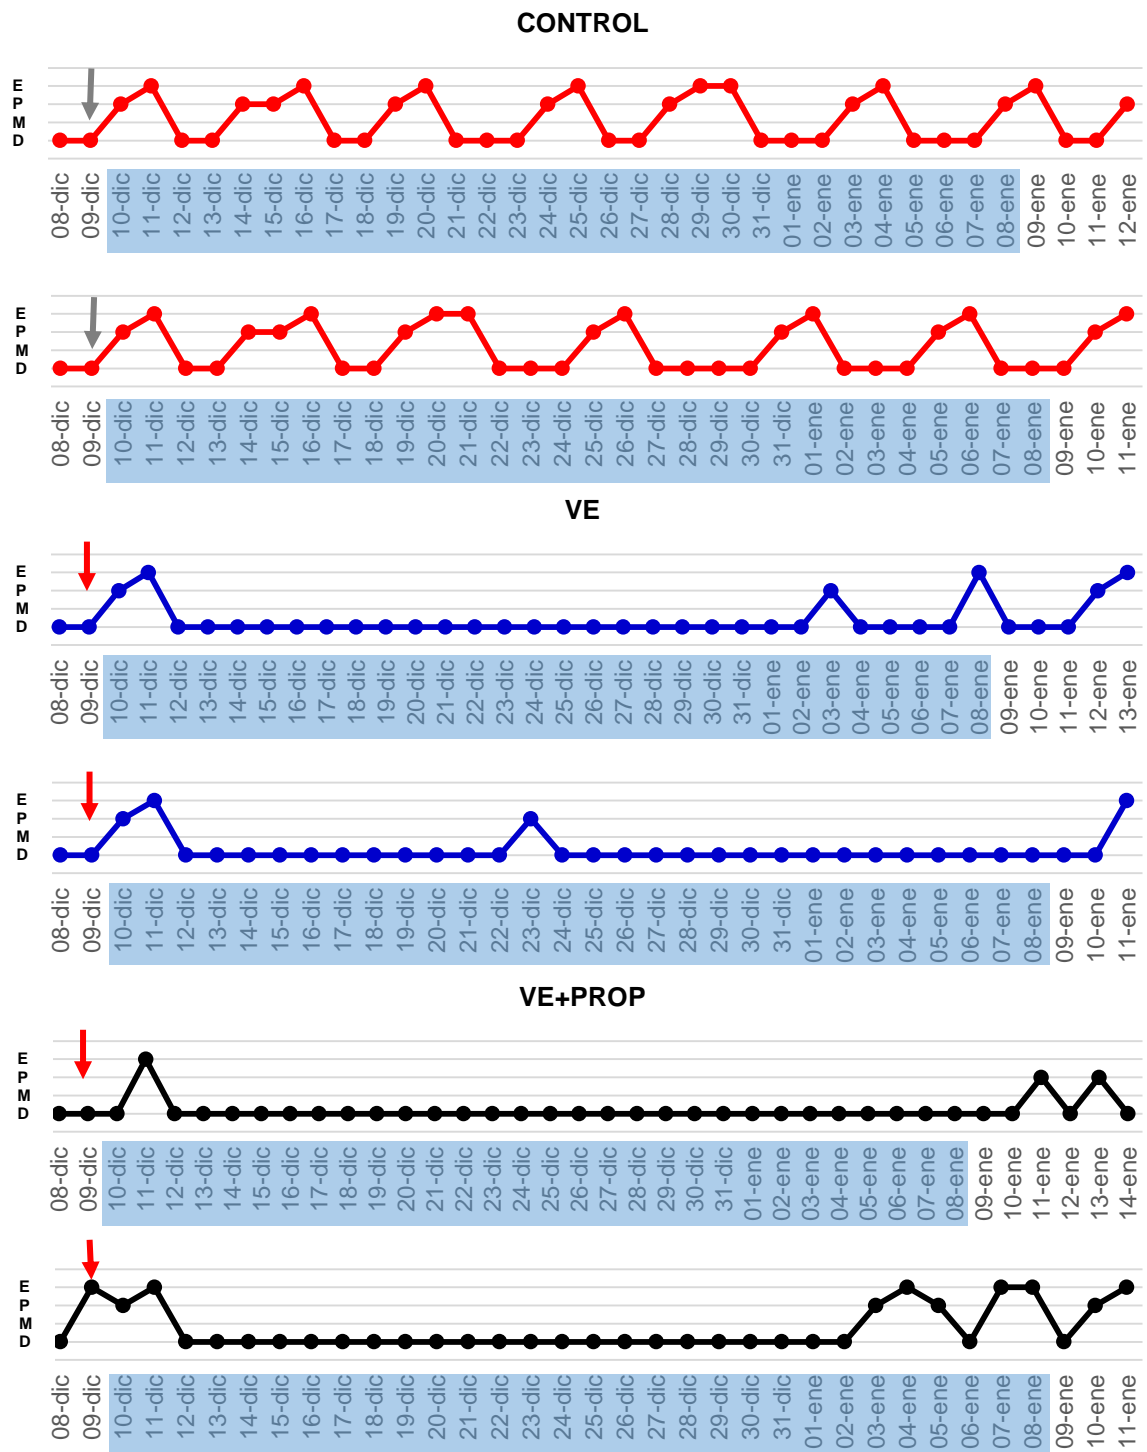 CONTROL
E
P
M
D
08-dic 09-dic 10-dic 11-dic 12-dic 13-dic 14-dic 15-dic 16-dic 17-dic 18-dic 19-dic 20-dic 21-dic 22-dic 23-dic 24-dic 25-dic 26-dic 27-dic 28-dic 29-dic 30-dic 31-dic 01-ene 02-ene 03-ene 04-ene 05-ene 06-ene 07-ene 08-ene 09-ene 10-ene 11-ene 12-ene
E
P
M
D
08-dic 09-dic 10-dic 11-dic 12-dic 13-dic 14-dic 15-dic 16-dic 17-dic 18-dic 19-dic 20-dic 21-dic 22-dic 23-dic 24-dic 25-dic 26-dic 27-dic 28-dic 29-dic 30-dic 31-dic 01-ene 02-ene 03-ene 04-ene 05-ene 06-ene 07-ene 08-ene 09-ene 10-ene 11-ene
VE
E
P
M
D
08-dic 09-dic 10-dic 11-dic 12-dic 13-dic 14-dic 15-dic 16-dic 17-dic 18-dic 19-dic 20-dic 21-dic 22-dic 23-dic 24-dic 25-dic 26-dic 27-dic 28-dic 29-dic 30-dic 31-dic 01-ene 02-ene 03-ene 04-ene 05-ene 06-ene 07-ene 08-ene 09-ene 10-ene 11-ene 12-ene 13-ene
E
P
M
D
08-dic 09-dic 10-dic 11-dic 12-dic 13-dic 14-dic 15-dic 16-dic 17-dic 18-dic 19-dic 20-dic 21-dic 22-dic 23-dic 24-dic 25-dic 26-dic 27-dic 28-dic 29-dic 30-dic 31-dic 01-ene 02-ene 03-ene 04-ene 05-ene 06-ene 07-ene 08-ene 09-ene 10-ene 11-ene
VE+PROP
E
P
M
D
08-dic 09-dic 10-dic 11-dic 12-dic 13-dic 14-dic 15-dic 16-dic 17-dic 18-dic 19-dic 20-dic 21-dic 22-dic 23-dic 24-dic 25-dic 26-dic 27-dic 28-dic 29-dic 30-dic 31-dic 01-ene 02-ene 03-ene 04-ene 05-ene 06-ene 07-ene 08-ene 09-ene 10-ene 11-ene 12-ene 13-ene 14-ene
E
P
M
D
08-dic 09-dic 10-dic 11-dic 12-dic 13-dic 14-dic 15-dic 16-dic 17-dic 18-dic 19-dic 20-dic 21-dic 22-dic 23-dic 24-dic 25-dic 26-dic 27-dic 28-dic 29-dic 30-dic 31-dic 01-ene 02-ene 03-ene 04-ene 05-ene 06-ene 07-ene 08-ene 09-ene 10-ene 11-ene